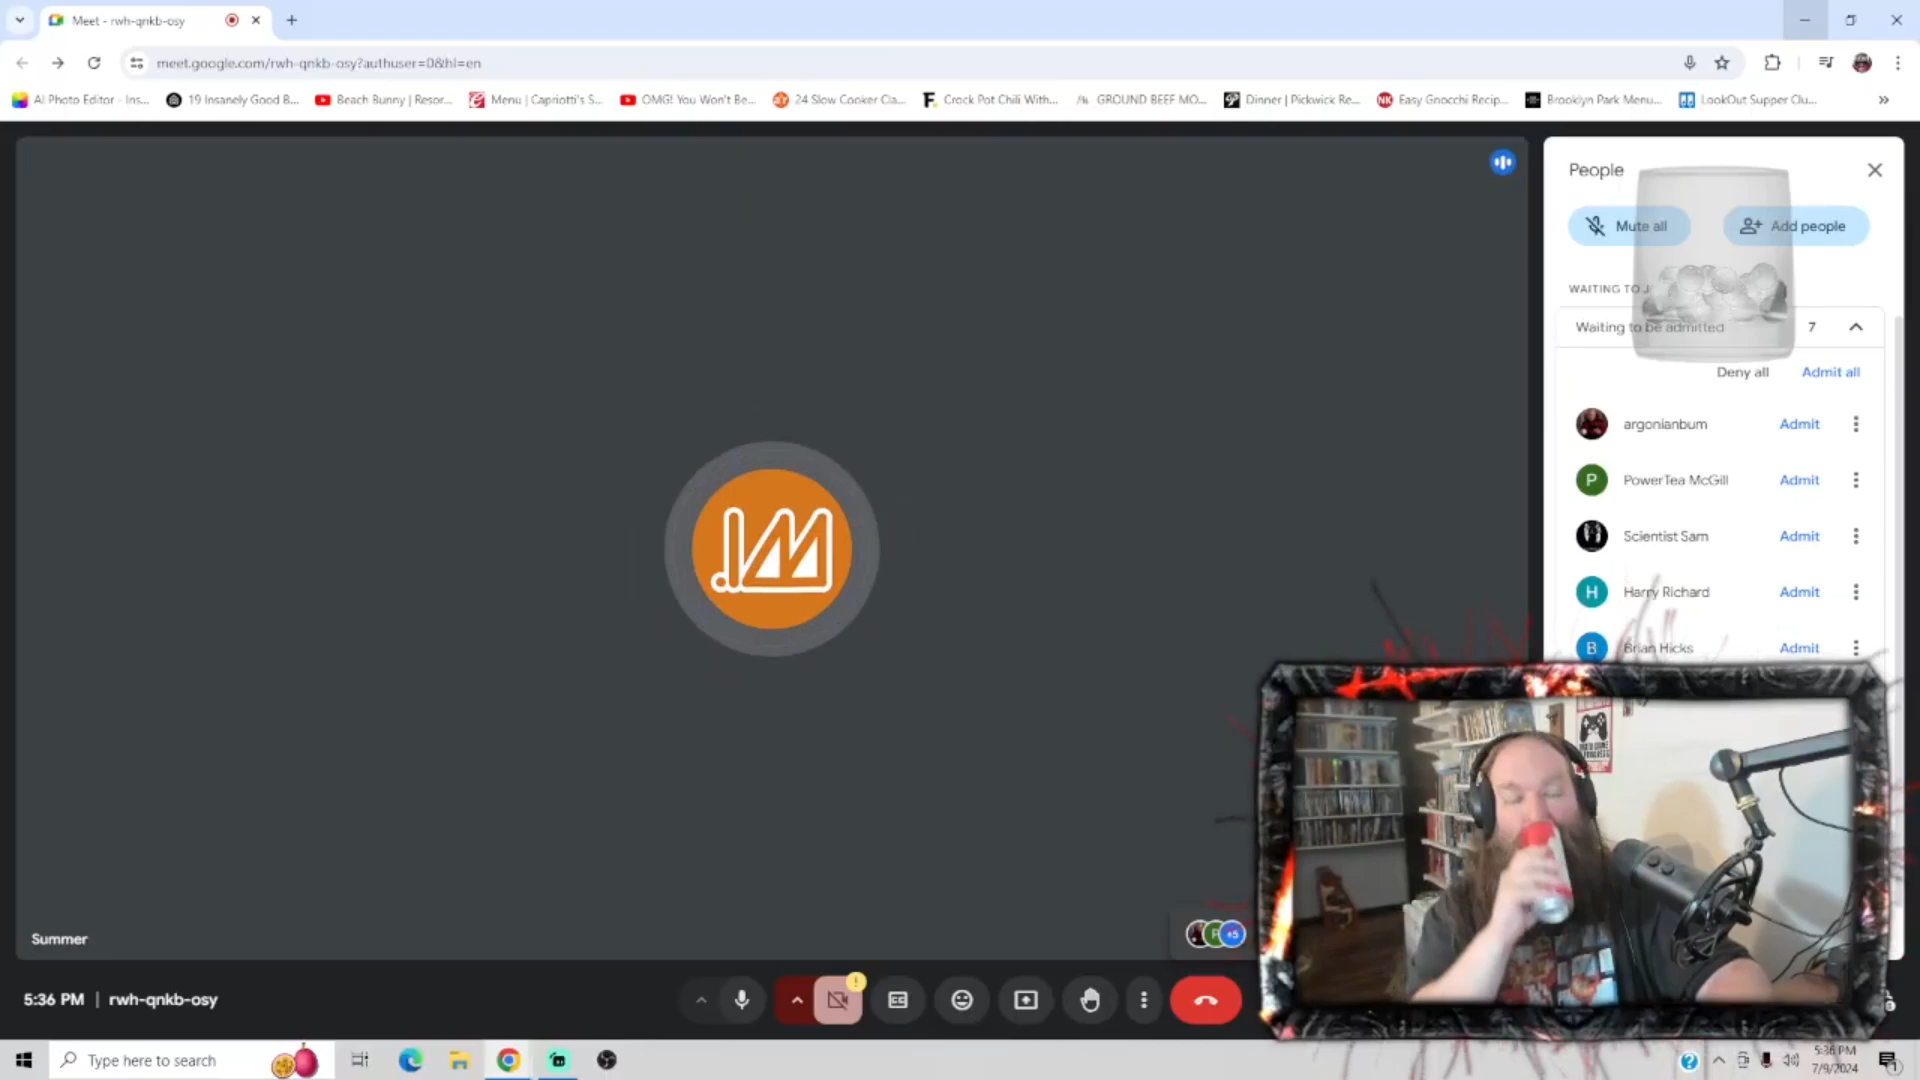 Meet - rwh-qnkb-osy
meet.google.com/rwh-qnkb-osy?authuser=0&hl=en
AI Photo Editor - Ins...
19 Insanely Good B...
Beach Bunny | Resor...
Menu | Capriotti's S...
OMG! You Won't Be...
24 Slow Cooker Cla...
Crock Pot Chili With...
GROUND BEEF MO...
Dinner | Pickwick Re...
Easy Gnocchi Recip...
Brooklyn Park Menu...
LookOut Supper Clu...
People
Mute all
Add people
WAITING TO J
Waiting to be admitted 7
Deny all Admit all
argonianbum Admit
P PowerTea McGill Admit
Scientist Sam Admit
H Harry Richard Admit
B Brian Hicks Admit
Summer
P +5
5:36 PM | rwh-qnkb-osy
Type here to search
5:36 PM
7/9/2024